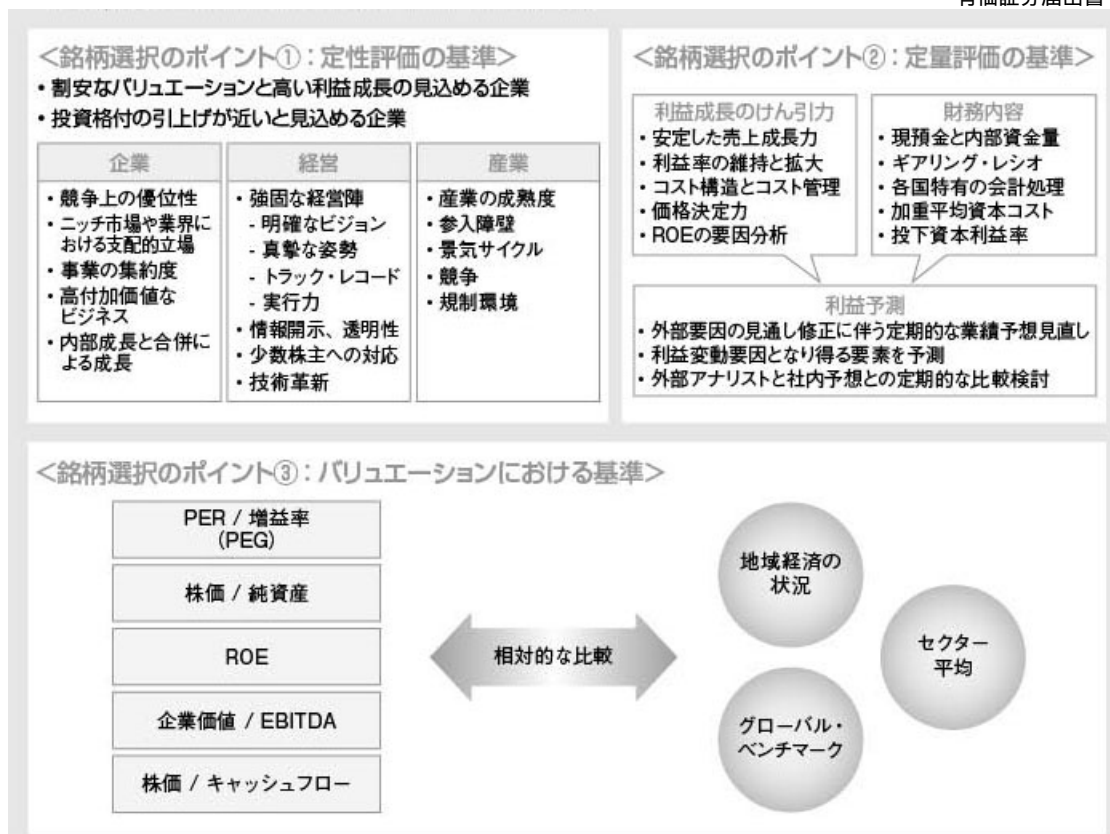 <銘柄選択のポイント①：定性評価の基準>
・割安なバリュエーションと高い利益成長の見込める企業
・投資格付の引上げが近いと見込める企業
企業
・競争上の優位性
・ニッチ市場や業界に
おける支配的立場
・事業の集約度
・高付加価値な
ビジネス
・内部成長と合併に
よる成長
経営
・強固な経営陣
- 明確なビジョン
- 真摯な姿勢
- トラック・レコード
- 実行力
・情報開示、透明性
・少数株主への対応
・技術革新
産業
・産業の成熟度
・参入障壁
・景気サイクル
・競争
・規制環境
<銘柄選択のポイント②：定量評価の基準>
利益成長のけん引力
・安定した売上成長力
・利益率の維持と拡大
・コスト構造とコスト管理
・価格決定力
・ROEの要因分析
財務内容
・現預金と内部資金量
・ギアリング・レシオ
・各国特有の会計処理
・加重平均資本コスト
・投下資本利益率
利益予測
・外部要因の見通し修正に伴う定期的な業績予想見直し
・利益変動要因となり得る要素を予測
・外部アナリストと社内予想との定期的な比較検討
<銘柄選択のポイント③：バリュエーションにおける基準>
PER / 増益率
(PEG)
株価 / 純資産
ROE
企業価値 / EBITDA
株価 / キャッシュフロー
相対的な比較
地域経済の
状況
セクター
平均
グローバル・
ベンチマーク